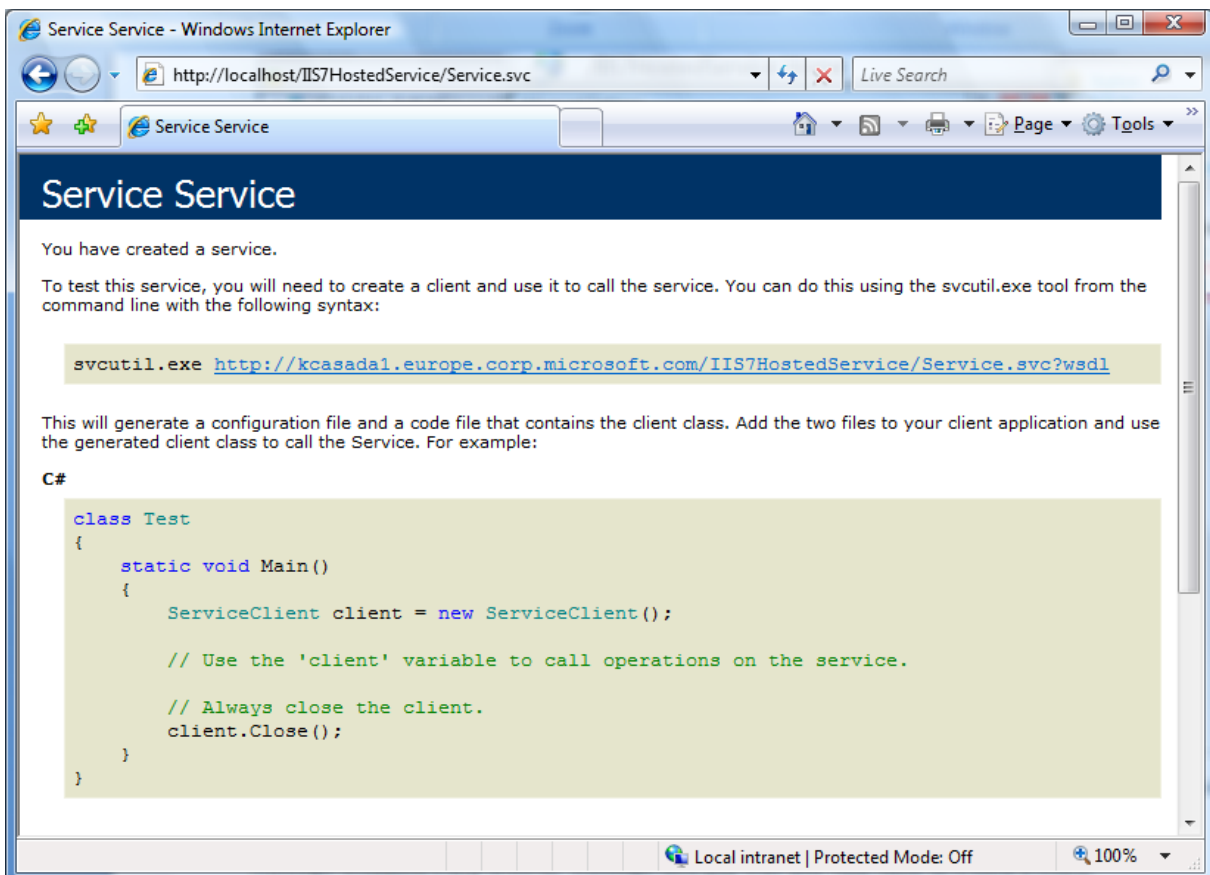 Service Service - Windows Internet Explorer
http://localhost/IIS7HostedService/Service.svc
Live Search
Service Service
Page
Tools
Service Service
You have created a service.
To test this service, you will need to create a client and use it to call the service. You can do this using the svcutil.exe tool from the
command line with the following syntax:
svcutil.exe http://kcasada1.europe.corp.microsoft.com/IIS7HostedService/Service.svc?wsdl
This will generate a configuration file and a code file that contains the client class. Add the two files to your client application and use
the generated client class to call the Service. For example:
C#
class Test
{
    static void Main()
    {
        ServiceClient client = new ServiceClient();
        // Use the 'client' variable to call operations on the service.
        // Always close the client.
        client.Close();
    }
}
Local intranet | Protected Mode: Off
100%